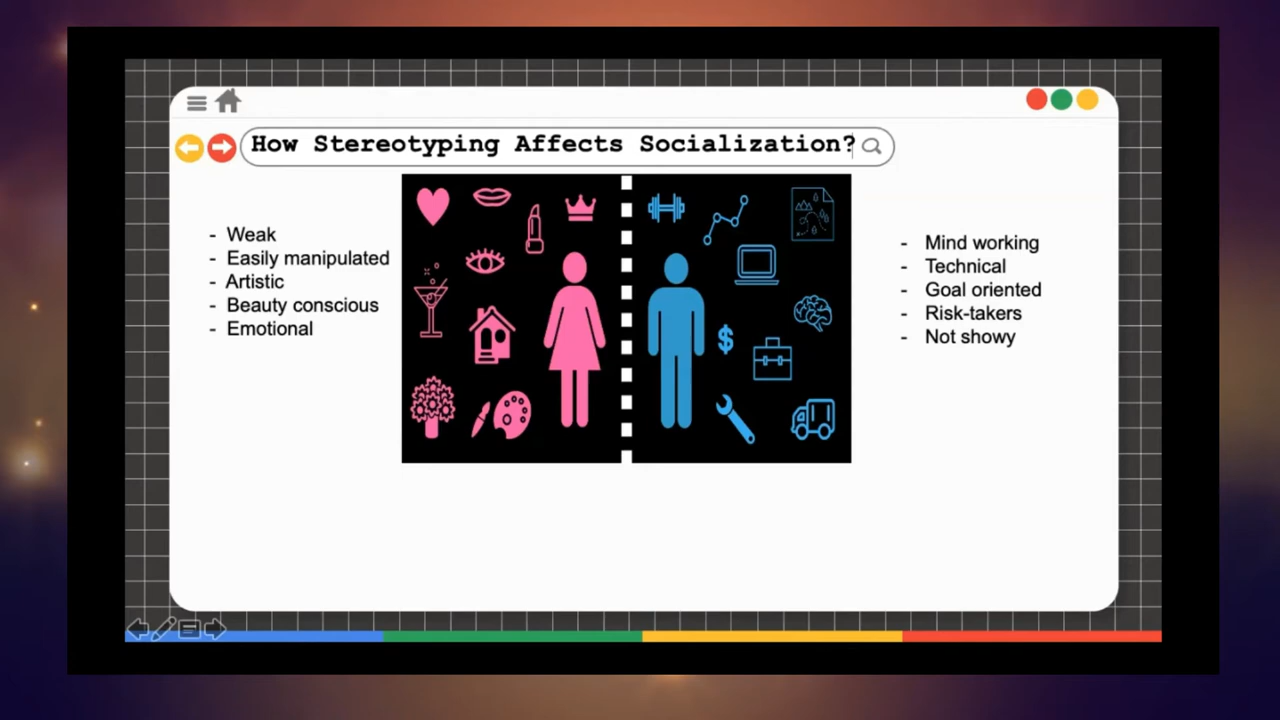 How Stereotyping Affects Socialization?
- Weak
- Easily manipulated
- Artistic
- Beauty conscious
- Emotional
$
- Mind working
- Technical
- Goal oriented
- Risk-takers
- Not showy